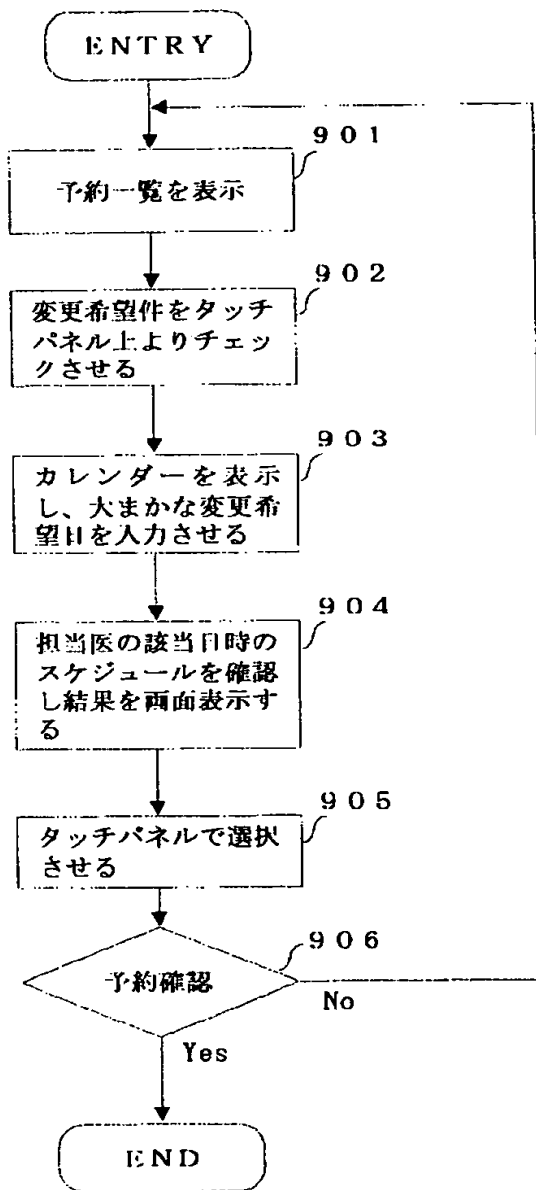 ENTRY
901
予約一覧を表示
902
変更希望件をタッチ
パネル上よりチェッ
クさせる
903
カレンダーを表示
し、大まかな変更希
望日を入力させる
904
担当医の該当日時の
スケジュールを確認
し結果を画面表示す
る
905
タッチパネルで選択
させる
906
予約確認
No
Yes
END